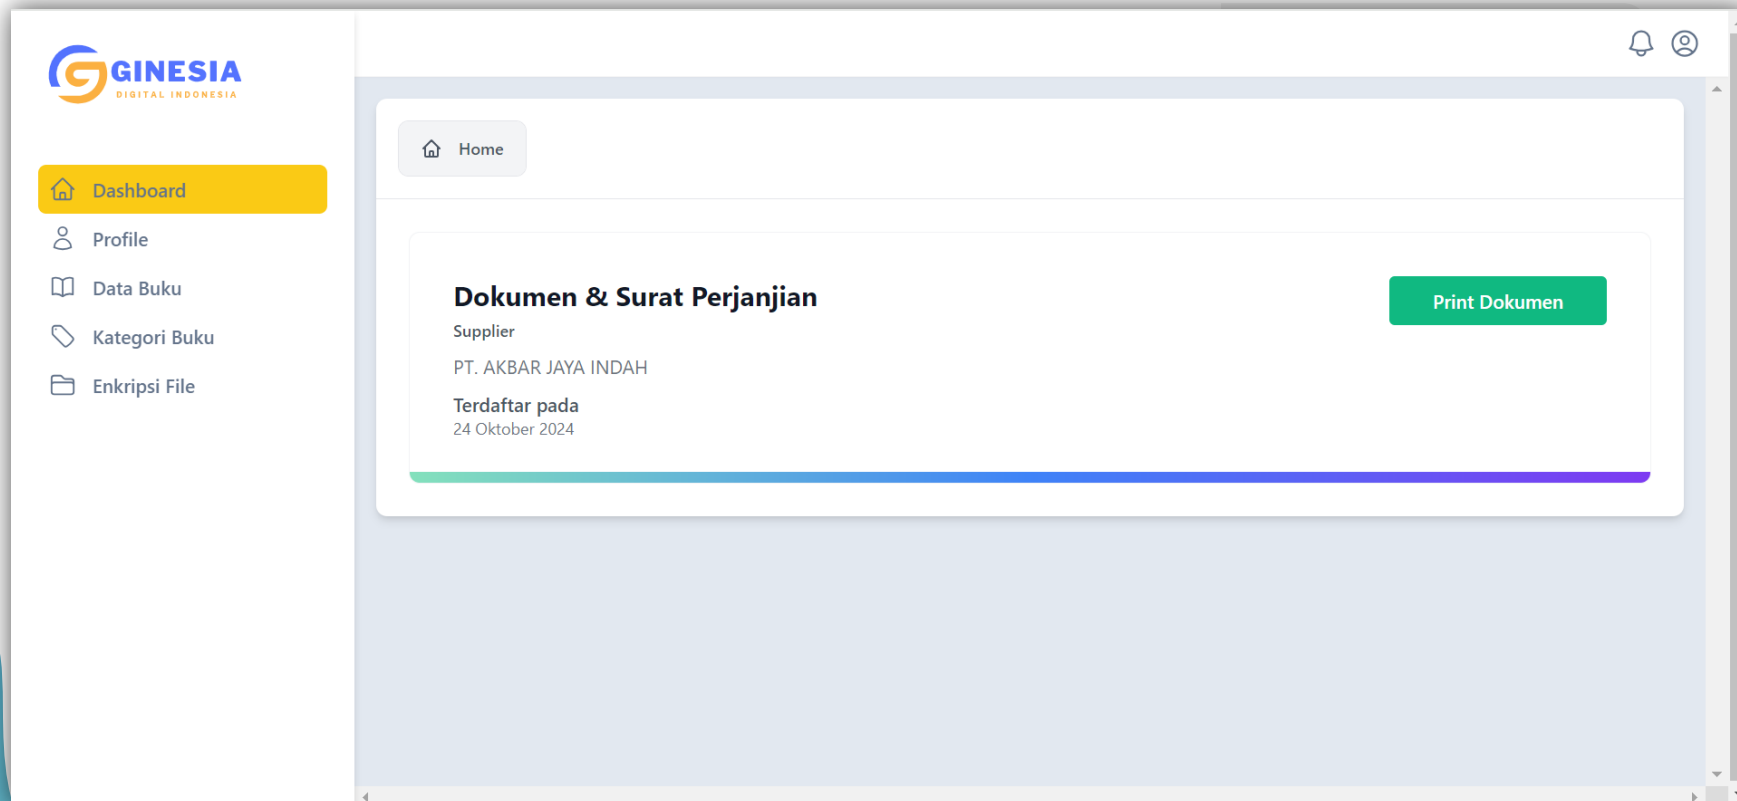 GINESIA
DIGITAL INDONESIA
Dashboard
Profile
Data Buku
Kategori Buku
Enkripsi File
Home
Dokumen & Surat Perjanjian
Supplier
PT. AKBAR JAYA INDAH
Terdaftar pada
24 Oktober 2024
Print Dokumen